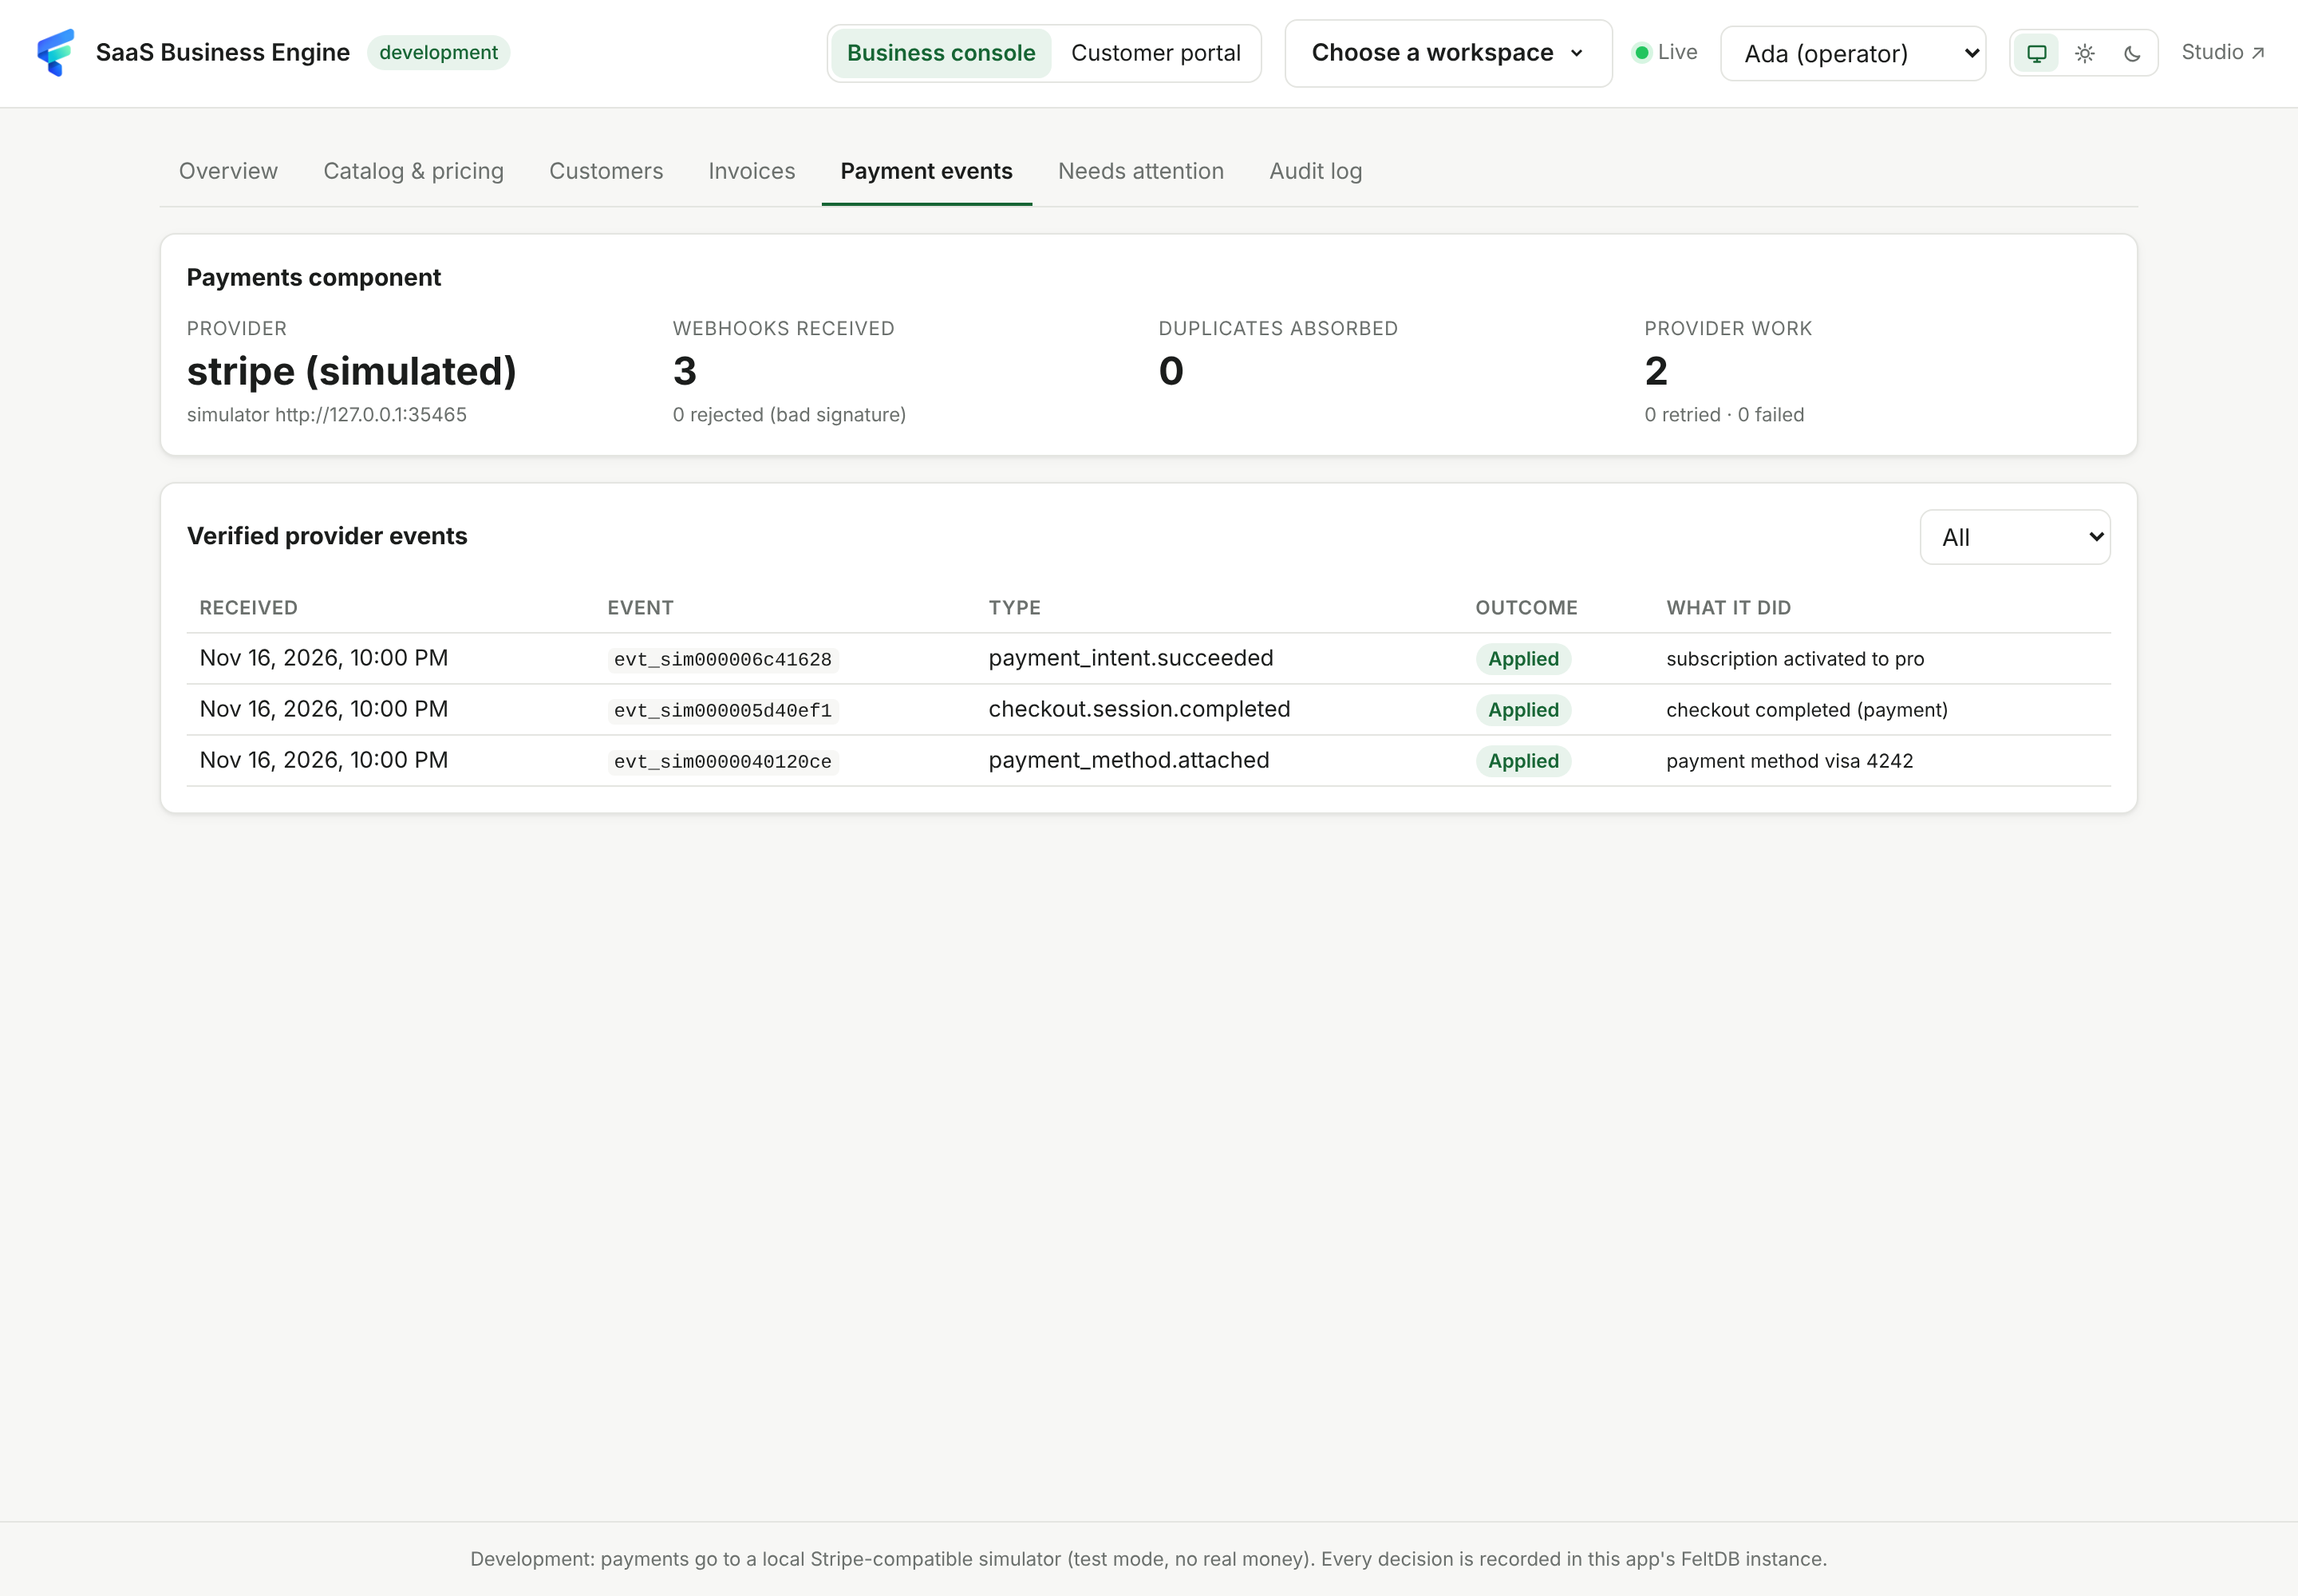 SaaS Business Engine development Business console Customer portal Choose a workspace Live Ada (operator) Studio ↗
Overview Catalog & pricing Customers Invoices Payment events Needs attention Audit log
Payments component
PROVIDER WEBHOOKS RECEIVED DUPLICATES ABSORBED PROVIDER WORK
stripe (simulated) 3 0 2
simulator http://127.0.0.1:35465 0 rejected (bad signature) 0 retried · 0 failed
Verified provider events All
RECEIVED EVENT TYPE OUTCOME WHAT IT DID
Nov 16, 2026, 10:00 PM evt_sim000006c41628 payment_intent.succeeded Applied subscription activated to pro
Nov 16, 2026, 10:00 PM evt_sim000005d40ef1 checkout.session.completed Applied checkout completed (payment)
Nov 16, 2026, 10:00 PM evt_sim0000040120ce payment_method.attached Applied payment method visa 4242
Development: payments go to a local Stripe-compatible simulator (test mode, no real money). Every decision is recorded in this app's FeltDB instance.